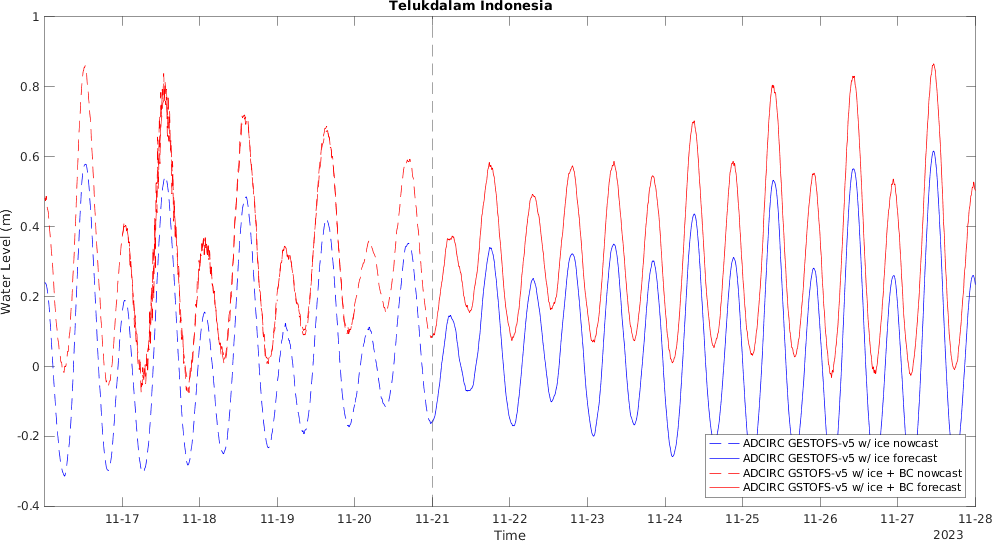 Telukdalam Indonesia
1
0.8
0.6
0.4
0.2
0
-0.2
-0.4
Water Level (m)
ADCIRC GESTOFS-v5 w/ ice nowcast
ADCIRC GESTOFS-v5 w/ ice forecast
ADCIRC GSTOFS-v5 w/ ice + BC nowcast
ADCIRC GSTOFS-v5 w/ ice + BC forecast
11-17 11-18 11-19 11-20 11-21 11-22 11-23 11-24 11-25 11-26 11-27 11-28
Time
2023